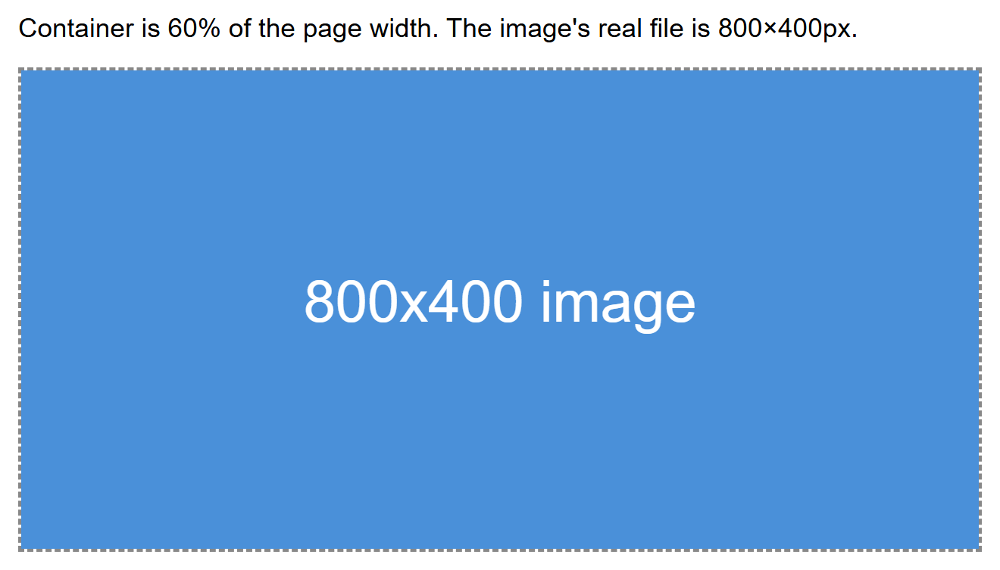 Container is 60% of the page width. The image's real file is 800×400px.
800x400 image